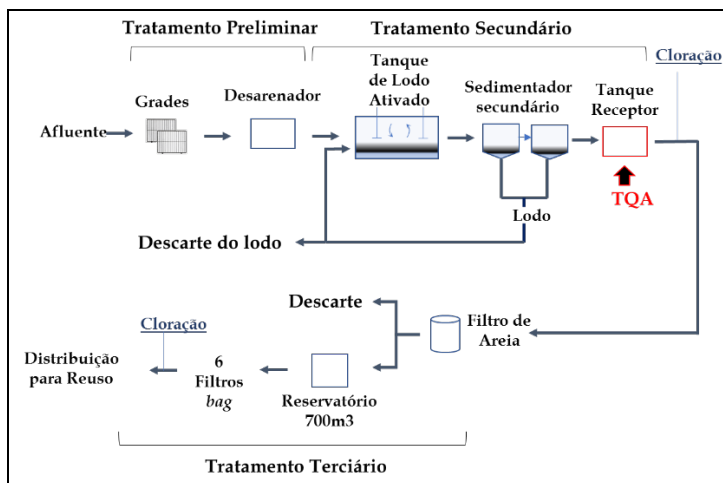 Tratamento Preliminar
Tratamento Secundário
Cloração
Tanque
de Lodo
Ativado
Grades
Desarenador
Sedimentador
secundário
Tanque
Receptor
Afluente
TQA
Lodo
Descarte do lodo
Descarte
Filtro de
Areia
Cloração
Distribuição
para Reuso
6
Filtros
bag
Reservatório
700m3
Tratamento Terciário